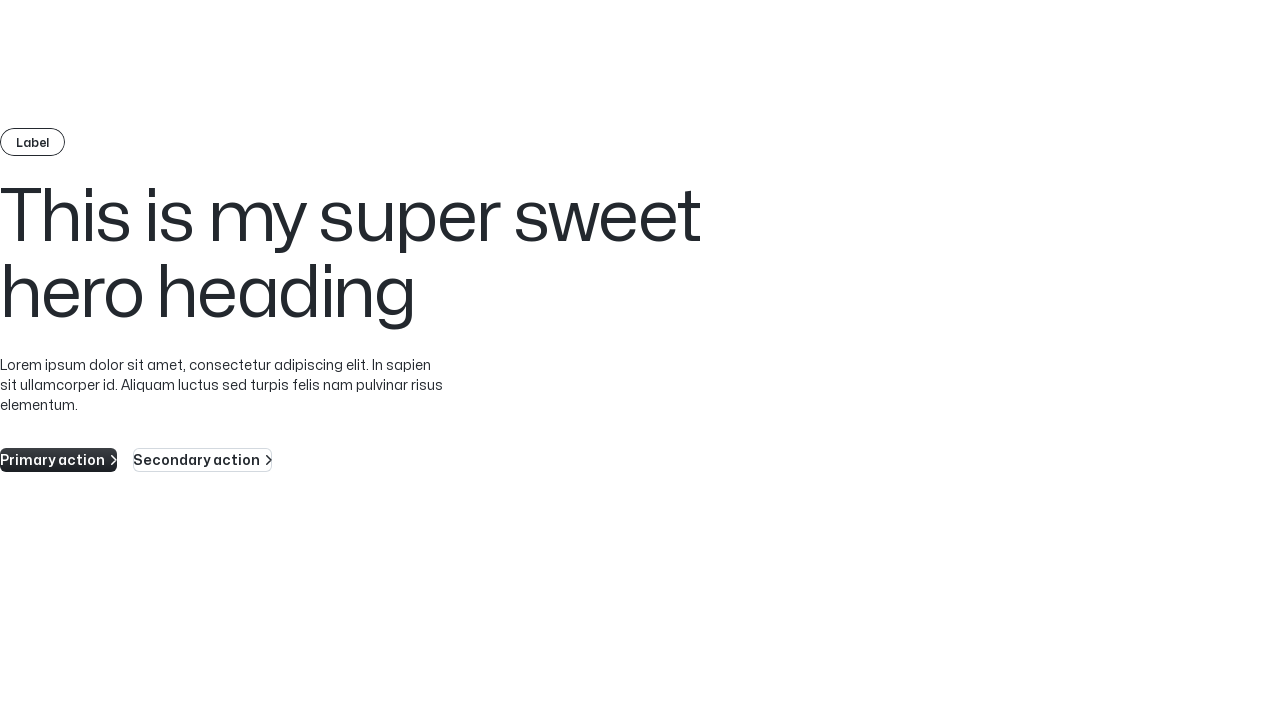 Label
This is my super sweet
hero heading
Lorem ipsum dolor sit amet, consectetur adipiscing elit. In sapien
sit ullamcorper id. Aliquam luctus sed turpis felis nam pulvinar risus
elementum.
Primary action
Secondary action